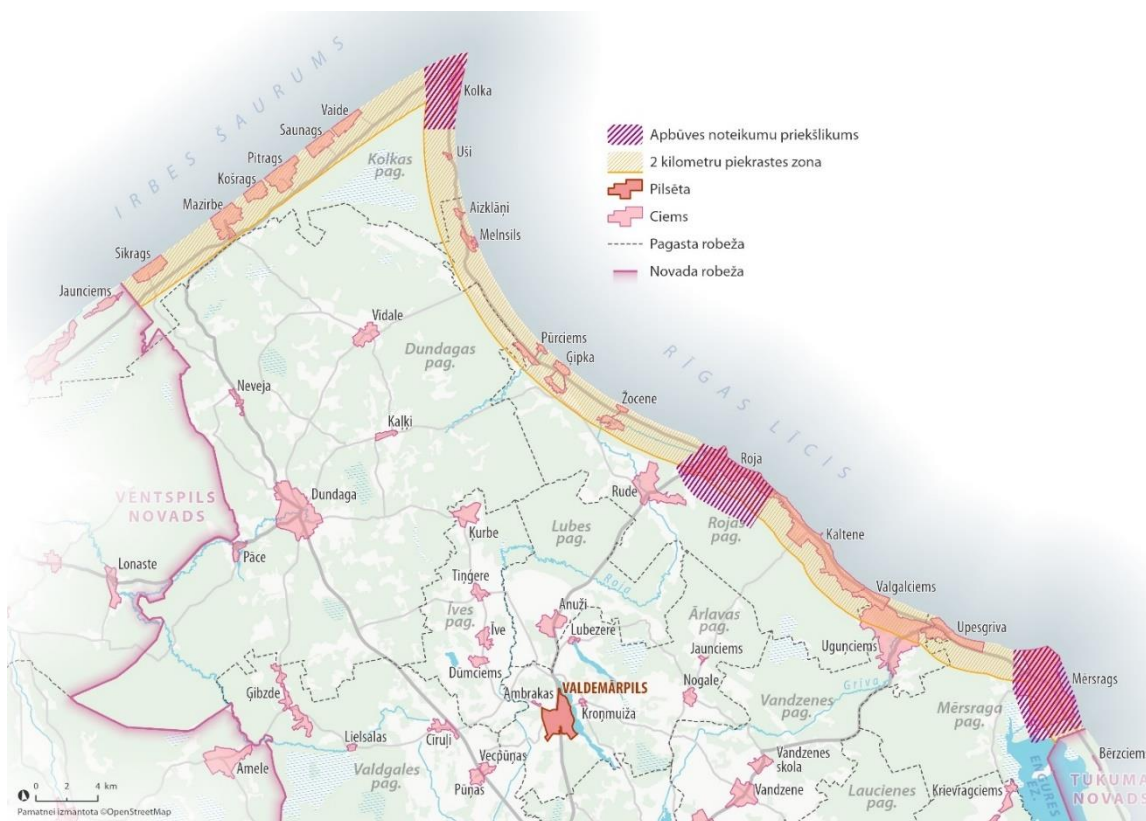 IRBES ŠAURUMS
Kolka
Vaide
Saunags
Pitrags
Košrags
Mazirbe
Sīkrags
Jaunciems
Kolkas
pag.
Uši
Aizklāņi
Melnsils
Apbūves noteikumu priekšlikums
2 kilometru piekrastes zona
Pilsēta
Ciems
Pagasta robeža
Novada robeža
Vīdale
Dundagas
pag.
Pūrciems
Ģipka
RĪGAS LĪCIS
Neveja
Kaļķi
Žocene
Roja
VENTSPILS
NOVADS
Dundaga
Rude
Rojas
pag.
Lubes
pag.
Kurbe
Kaltene
Pāce
Lonaste
Tiņģere
Roja
Valgalciems
Īves
pag.
Anuži
Ārlavas
pag.
Upesgrīva
Īve
Lubezere
Jaunciems
Uguņciems
Dūmciems
Ģibzde
Ambrakas
VALDEMĀRPILS
Nogale
Grīva
Mērsrags
Kroņmuiža
Vandzenes
pag.
Mērsraga
pag.
Lielsalas
Cīruļi
Vecpūņas
Amele
Valdgales
pag.
Pūņas
Vandzenes
skola
Vandzene
Laucienes
pag.
Krievragciems
ENGURES
EZ.
Bērzciems
TUKUMA
NOVADS
0 2 4 km
Pamatnei izmantota ©OpenStreetMap